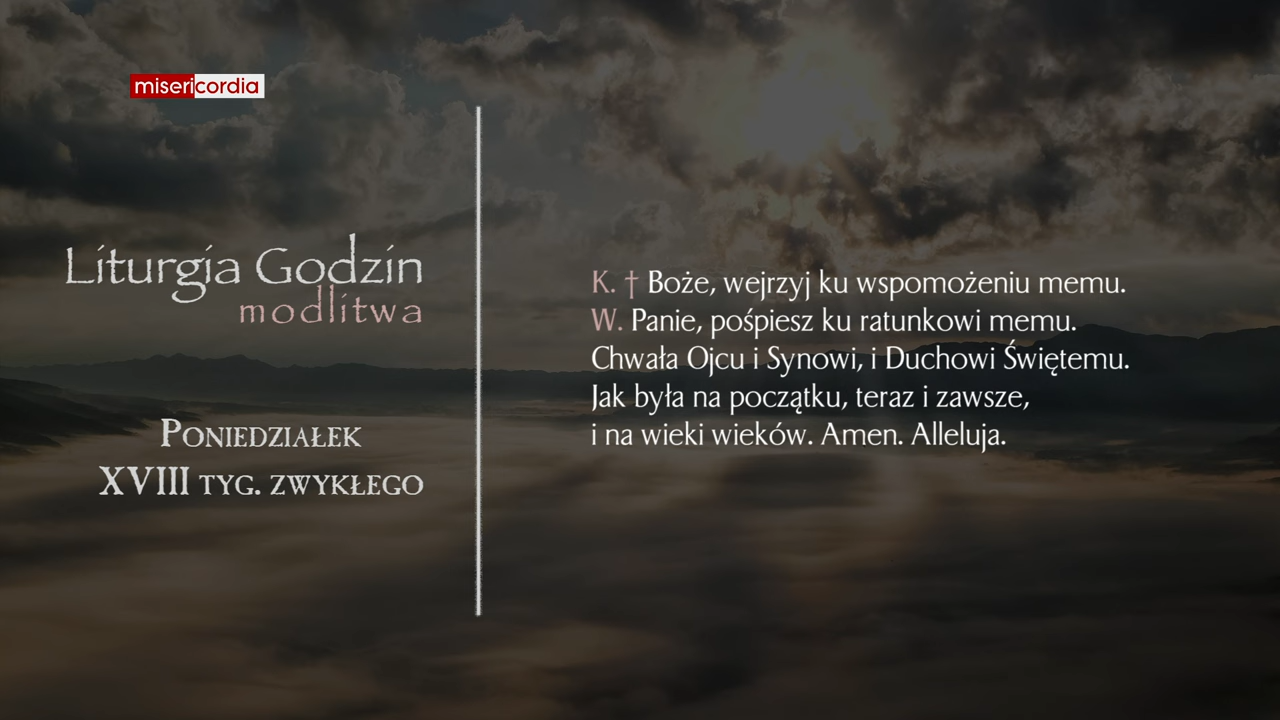 misericordia
Liturgia Godzin
modlitwa
Poniedziałek
XVIII tyg. zwykłego
K. † Boże, wejrzyj ku wspomożeniu memu.
W. Panie, pośpiesz ku ratunkowi memu.
Chwała Ojcu i Synowi, i Duchowi Świętemu.
Jak była na początku, teraz i zawsze,
i na wieki wieków. Amen. Alleluja.